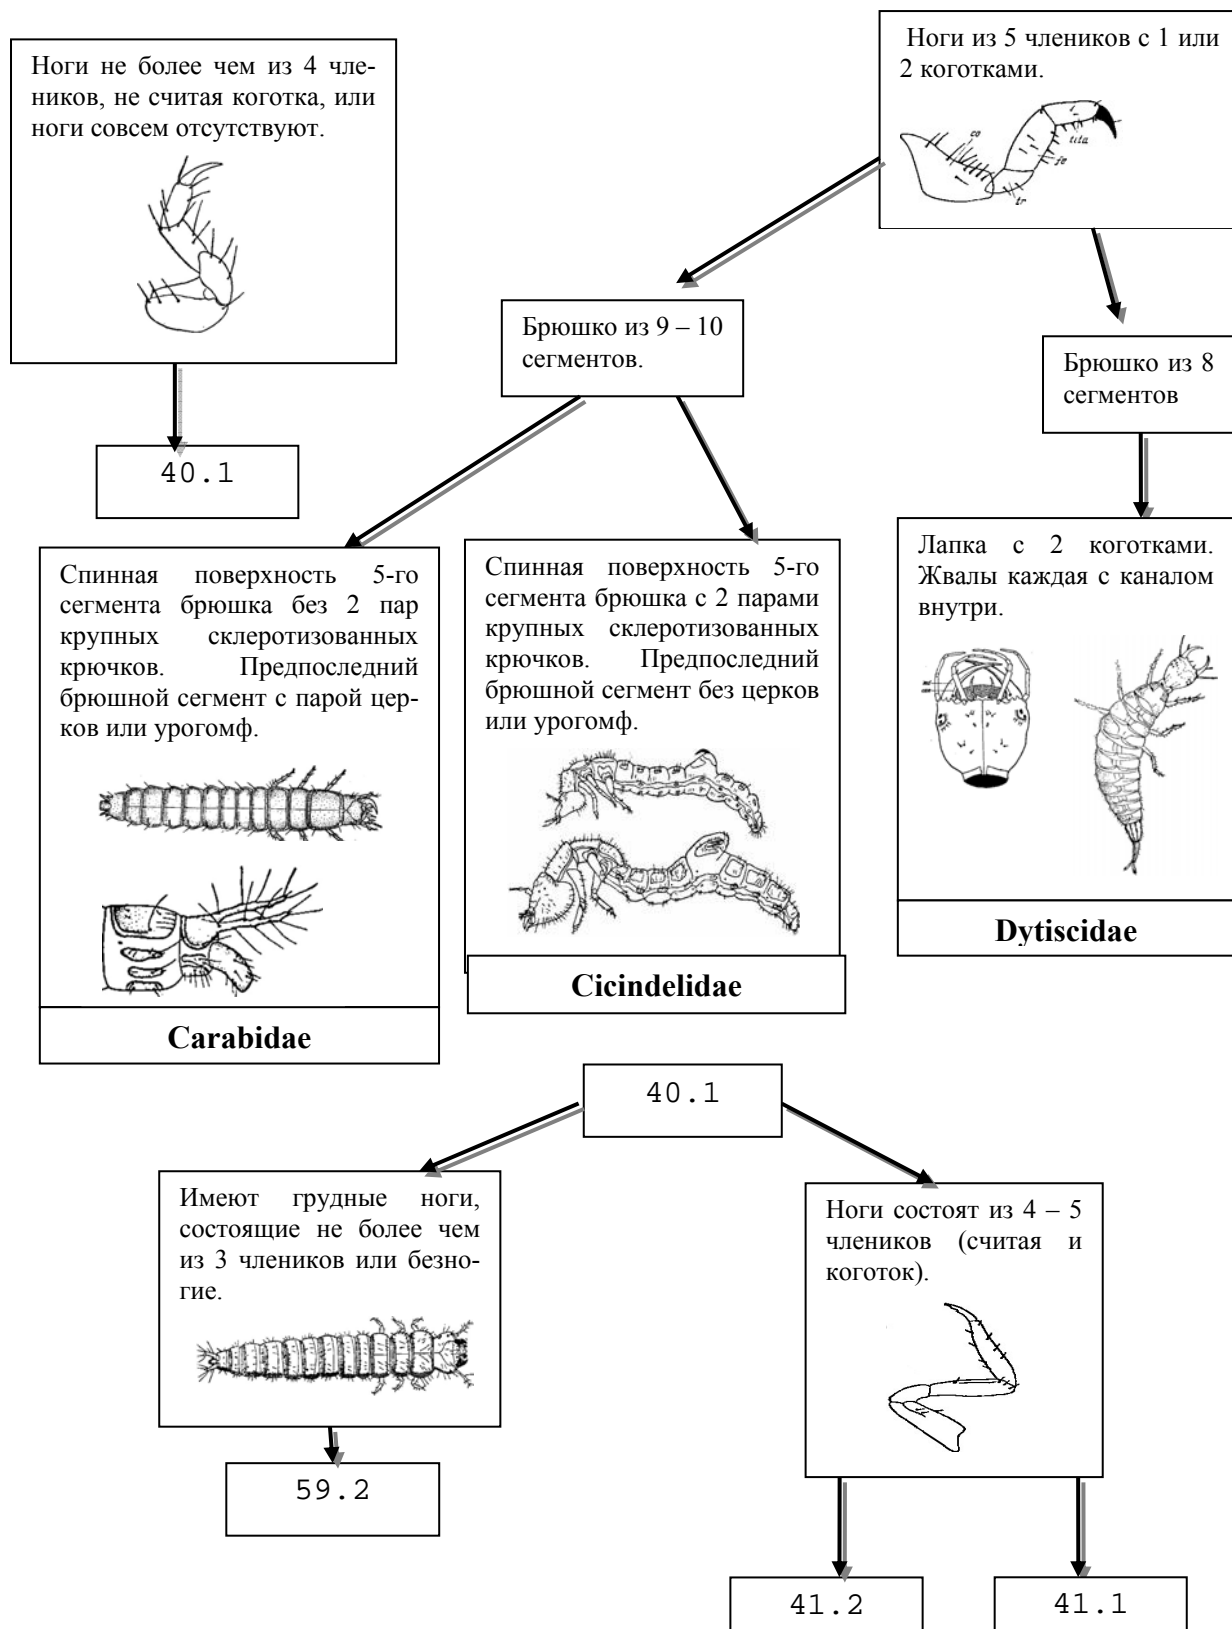 Ноги не более чем из 4 чле-
ников, не считая коготка, или
ноги совсем отсутствуют.
Ноги из 5 члеников с 1 или
2 коготками.
co
tita
fe
tr
Брюшко из 9 – 10
сегментов.
Брюшко из 8
сегментов
40.1
Спинная поверхность 5-го
сегмента брюшка без 2 пар
крупных склеротизованных
крючков. Предпоследний
брюшной сегмент с парой цер-
ков или урогомф.
Carabidae
Спинная поверхность 5-го
сегмента брюшка с 2 парами
крупных склеротизованных
крючков. Предпоследний
брюшной сегмент без церков
или урогомф.
Cicindelidae
Лапка с 2 коготками.
Жвалы каждая с каналом
внутри.
Dytiscidae
40.1
Имеют грудные ноги,
состоящие не более чем
из 3 члеников или безно-
гие.
Ноги состоят из 4 – 5
члеников (считая и
коготок).
59.2
41.2
41.1